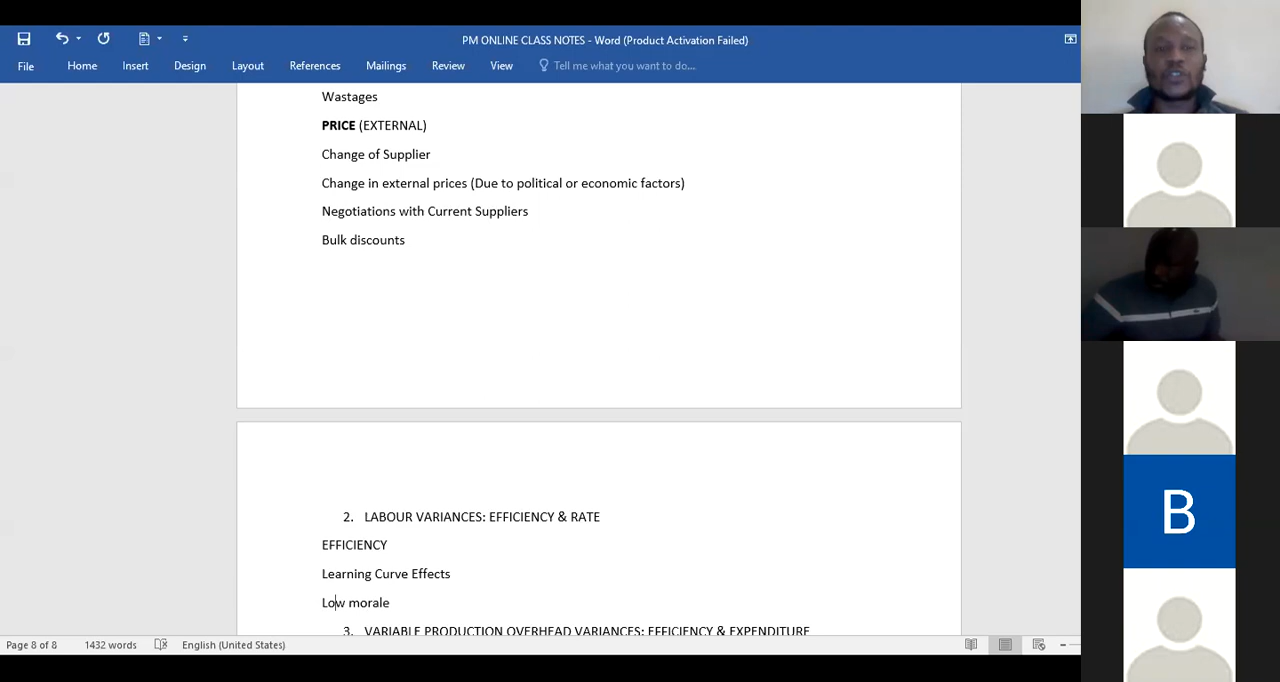 PM ONLINE CLASS NOTES - Word (Product Activation Failed)
File Home Insert Design Layout References Mailings Review View Tell me what you want to do...
Wastages
PRICE (EXTERNAL)
Change of Supplier
Change in external prices (Due to political or economic factors)
Negotiations with Current Suppliers
Bulk discounts
2. LABOUR VARIANCES: EFFICIENCY & RATE
EFFICIENCY
Learning Curve Effects
Low morale
3. VARIABLE PRODUCTION OVERHEAD VARIANCES: EFFICIENCY & EXPENDITURE
Page 8 of 8 1432 words English (United States)
B